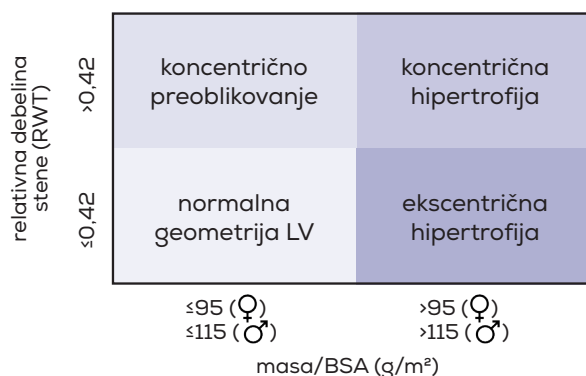 relativna debelina
stene (RWT)
>0,42
≤0,42
koncentrično
preoblikovanje
koncentrična
hipertrofija
normalna
geometrija LV
ekscentrična
hipertrofija
≤95 (♀)
≤115 (♂)
>95 (♀)
>115 (♂)
masa/BSA (g/m²)